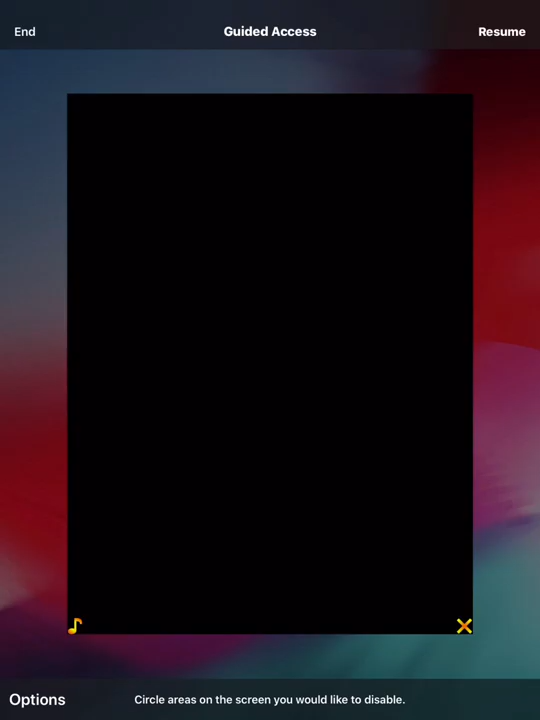 End
Guided Access
Resume
Options
Circle areas on the screen you would like to disable.